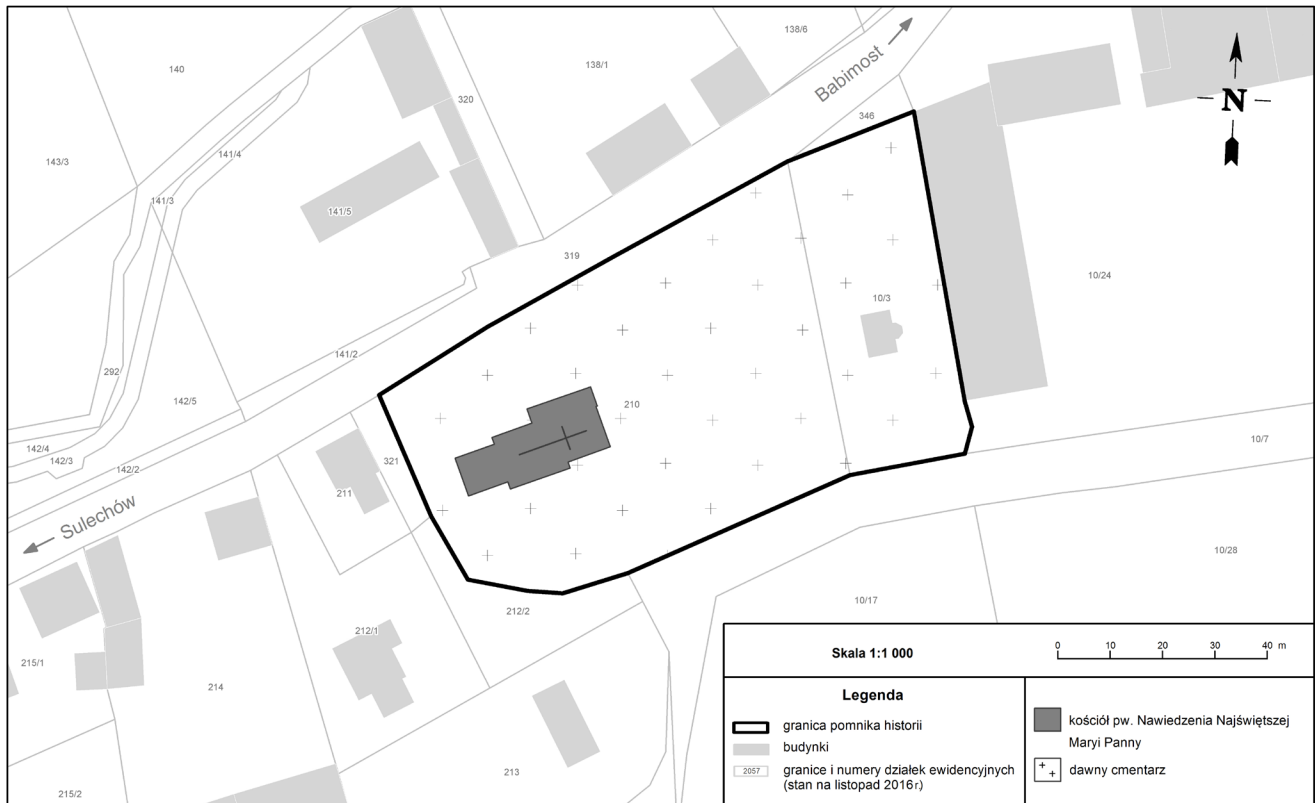 138/6
138/1
140
Babimost
320
346
N
143/3
141/4
141/3
141/5
319
10/24
10/3
141/2
292
142/5
210
142/4
142/3
142/2
321
10/7
211
Sulechów
10/28
212/2
10/17
212/1
215/1
214
213
215/2
Skala 1:1 000
0 10 20 30 40 m
Legenda
granica pomnika historii
budynki
2057
granice i numery działek ewidencyjnych
(stan na listopad 2016 r.)
kościół pw. Nawiedzenia Najświętszej
Maryi Panny
dawny cmentarz